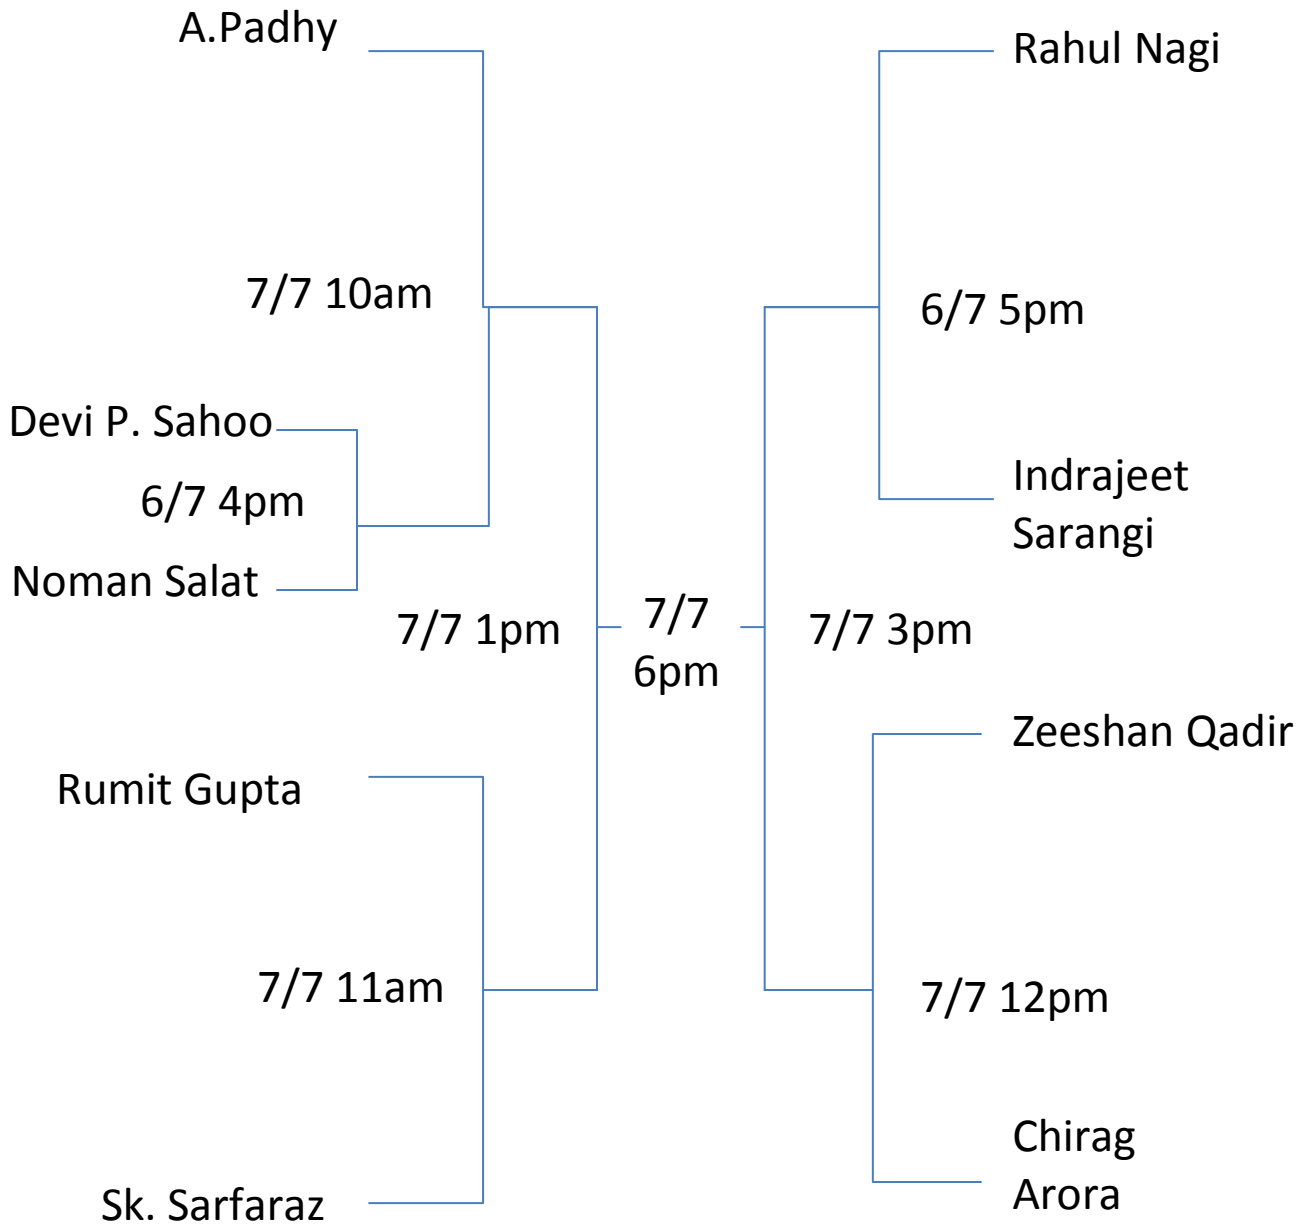 A.Padhy
Rahul Nagi
7/7 10am
6/7 5pm
Devi P. Sahoo
6/7 4pm
Noman Salat
Indrajeet
Sarangi
7/7 1pm
7/7
6pm
7/7 3pm
Zeeshan Qadir
Rumit Gupta
7/7 11am
7/7 12pm
Chirag
Arora
Sk. Sarfaraz